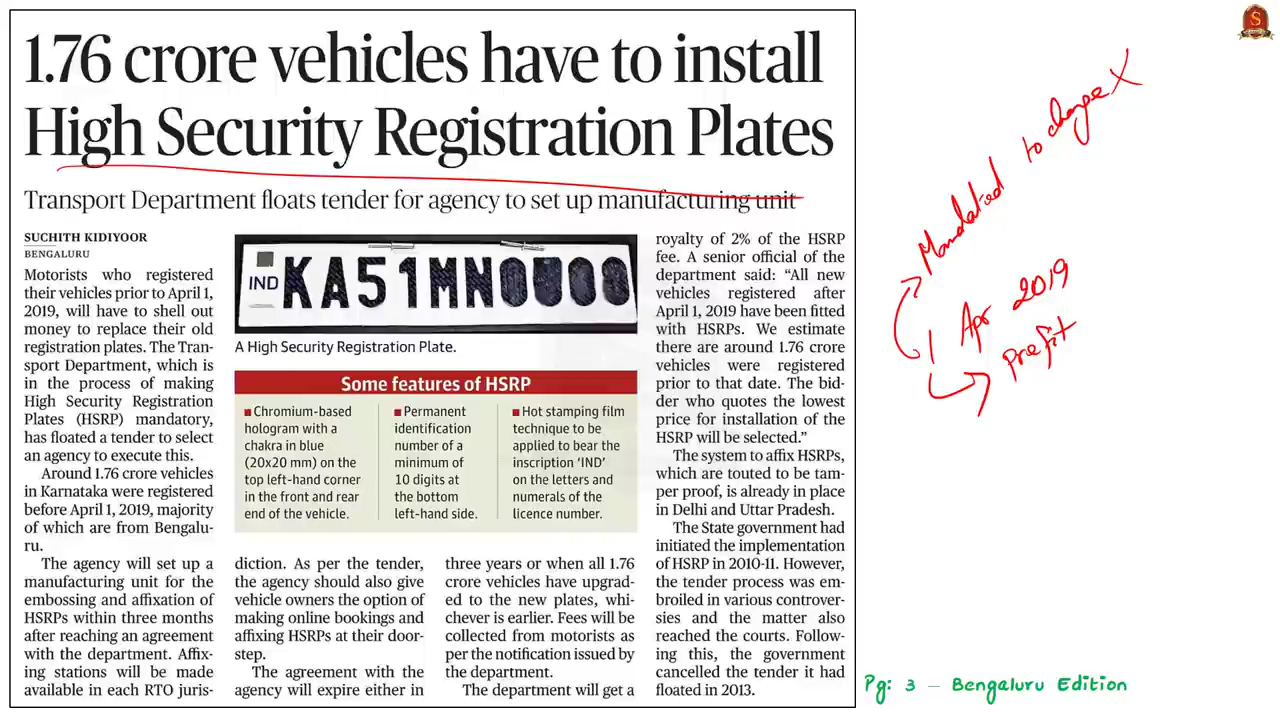 1.76 crore vehicles have to install
High Security Registration Plates
Transport Department floats tender for agency to set up manufacturing unit
SUCHITH KIDIYOOR
BENGALURU
Motorists who registered
their vehicles prior to April 1,
2019, will have to shell out
money to replace their old
registration plates. The Tran-
sport Department, which is
in the process of making
High Security Registration
Plates (HSRP) mandatory,
has floated a tender to select
an agency to execute this.
Around 1.76 crore vehicles
in Karnataka were registered
before April 1, 2019, majority
of which are from Bengalu-
ru.
The agency will set up a
manufacturing unit for the
embossing and affixation of
HSRPs within three months
after reaching an agreement
with the department. Affix-
ing stations will be made
available in each RTO juris-
IND
KA51MN0000
A High Security Registration Plate.
Some features of HSRP
Chromium-based
hologram with a
chakra in blue
(20x20 mm) on the
top left-hand corner
in the front and rear
end of the vehicle.
Permanent
identification
number of a
minimum of
10 digits at
the bottom
left-hand side.
Hot stamping film
technique to be
applied to bear the
inscription ‘IND’
on the letters and
numerals of the
licence number.
diction. As per the tender,
the agency should also give
vehicle owners the option of
making online bookings and
affixing HSRPs at their door-
step.
The agreement with the
agency will expire either in
three years or when all 1.76
crore vehicles have upgrad-
ed to the new plates, whi-
chever is earlier. Fees will be
collected from motorists as
per the notification issued by
the department.
The department will get a
royalty of 2% of the HSRP
fee. A senior official of the
department said: “All new
vehicles registered after
April 1, 2019 have been fitted
with HSRPs. We estimate
there are around 1.76 crore
vehicles were registered
prior to that date. The bid-
der who quotes the lowest
price for installation of the
HSRP will be selected.”
The system to affix HSRPs,
which are touted to be tam-
per proof, is already in place
in Delhi and Uttar Pradesh.
The State government had
initiated the implementation
of HSRP in 2010-11. However,
the tender process was em-
broiled in various controver-
sies and the matter also
reached the courts. Follow-
ing this, the government
cancelled the tender it had
floated in 2013.
Mandated to change X
1 Apr 2019
Prefit
Pg: 3 – Bengaluru Edition